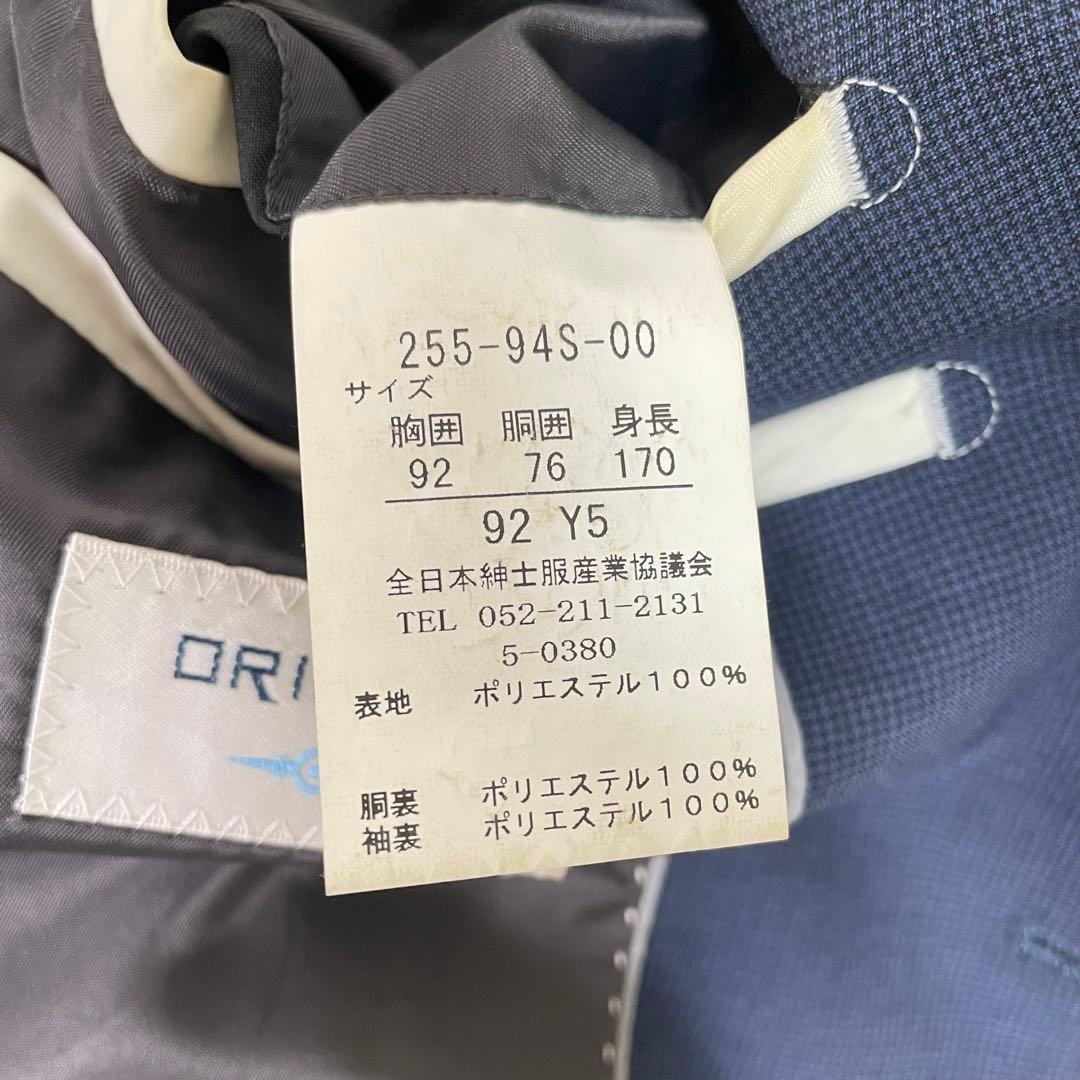 255-94S-00
サイズ
胸囲 胴囲 身長
92 76 170
92 Y5
全日本紳士服産業協議会
TEL 052-211-2131
5-0380
表地 ポリエステル100%
胴裏 ポリエステル100%
袖裏 ポリエステル100%
ORI